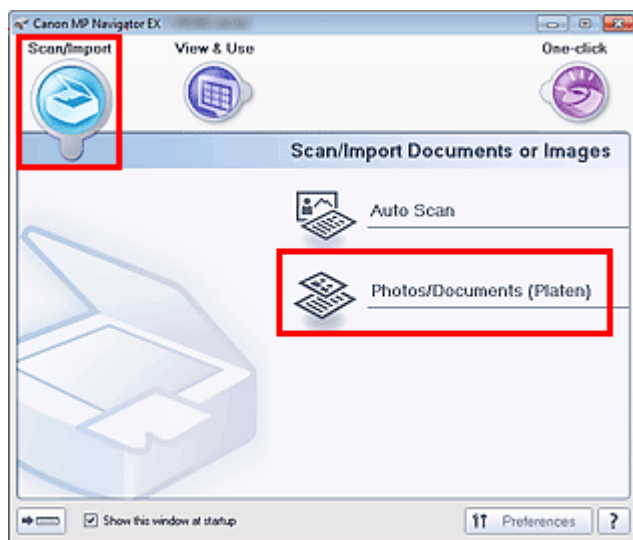 Canon MP Navigator EX
Scan/Import View & Use One-click
Scan/Import Documents or Images
Auto Scan
Photos/Documents (Platen)
Show this window at startup Preferences ?